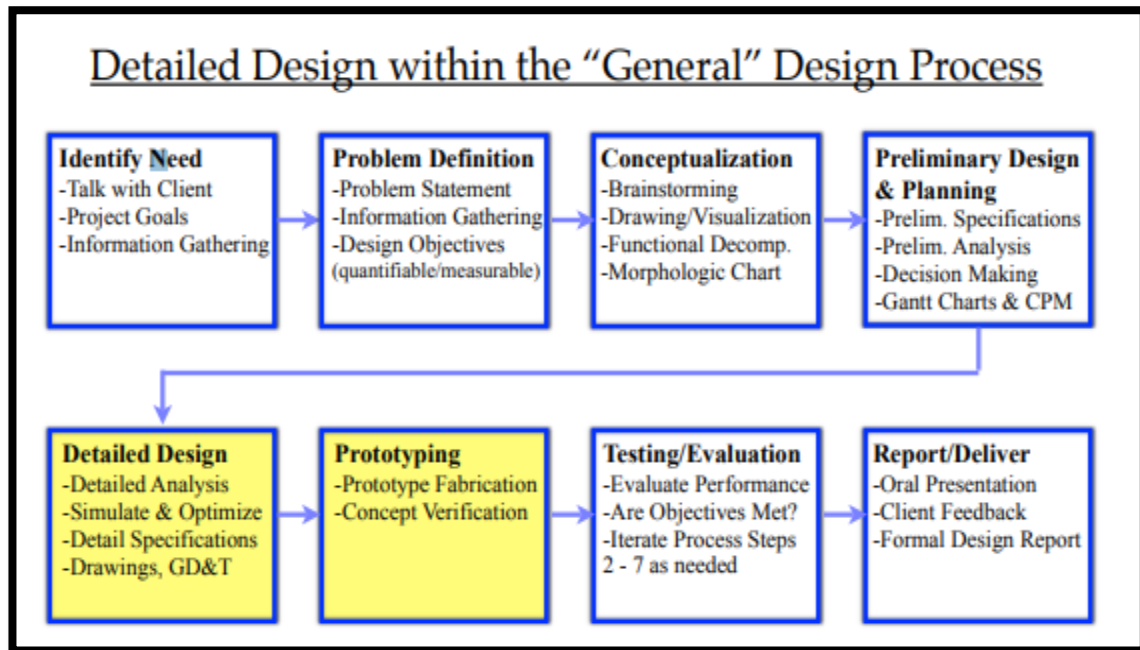 Detailed Design within the “General” Design Process
Identify Need
-Talk with Client
-Project Goals
-Information Gathering
Problem Definition
-Problem Statement
-Information Gathering
-Design Objectives
(quantifiable/measurable)
Conceptualization
-Brainstorming
-Drawing/Visualization
-Functional Decomp.
-Morphologic Chart
Preliminary Design
& Planning
-Prelim. Specifications
-Prelim. Analysis
-Decision Making
-Gantt Charts & CPM
Detailed Design
-Detailed Analysis
-Simulate & Optimize
-Detail Specifications
-Drawings, GD&T
Prototyping
-Prototype Fabrication
-Concept Verification
Testing/Evaluation
-Evaluate Performance
-Are Objectives Met?
-Iterate Process Steps
2 - 7 as needed
Report/Deliver
-Oral Presentation
-Client Feedback
-Formal Design Report